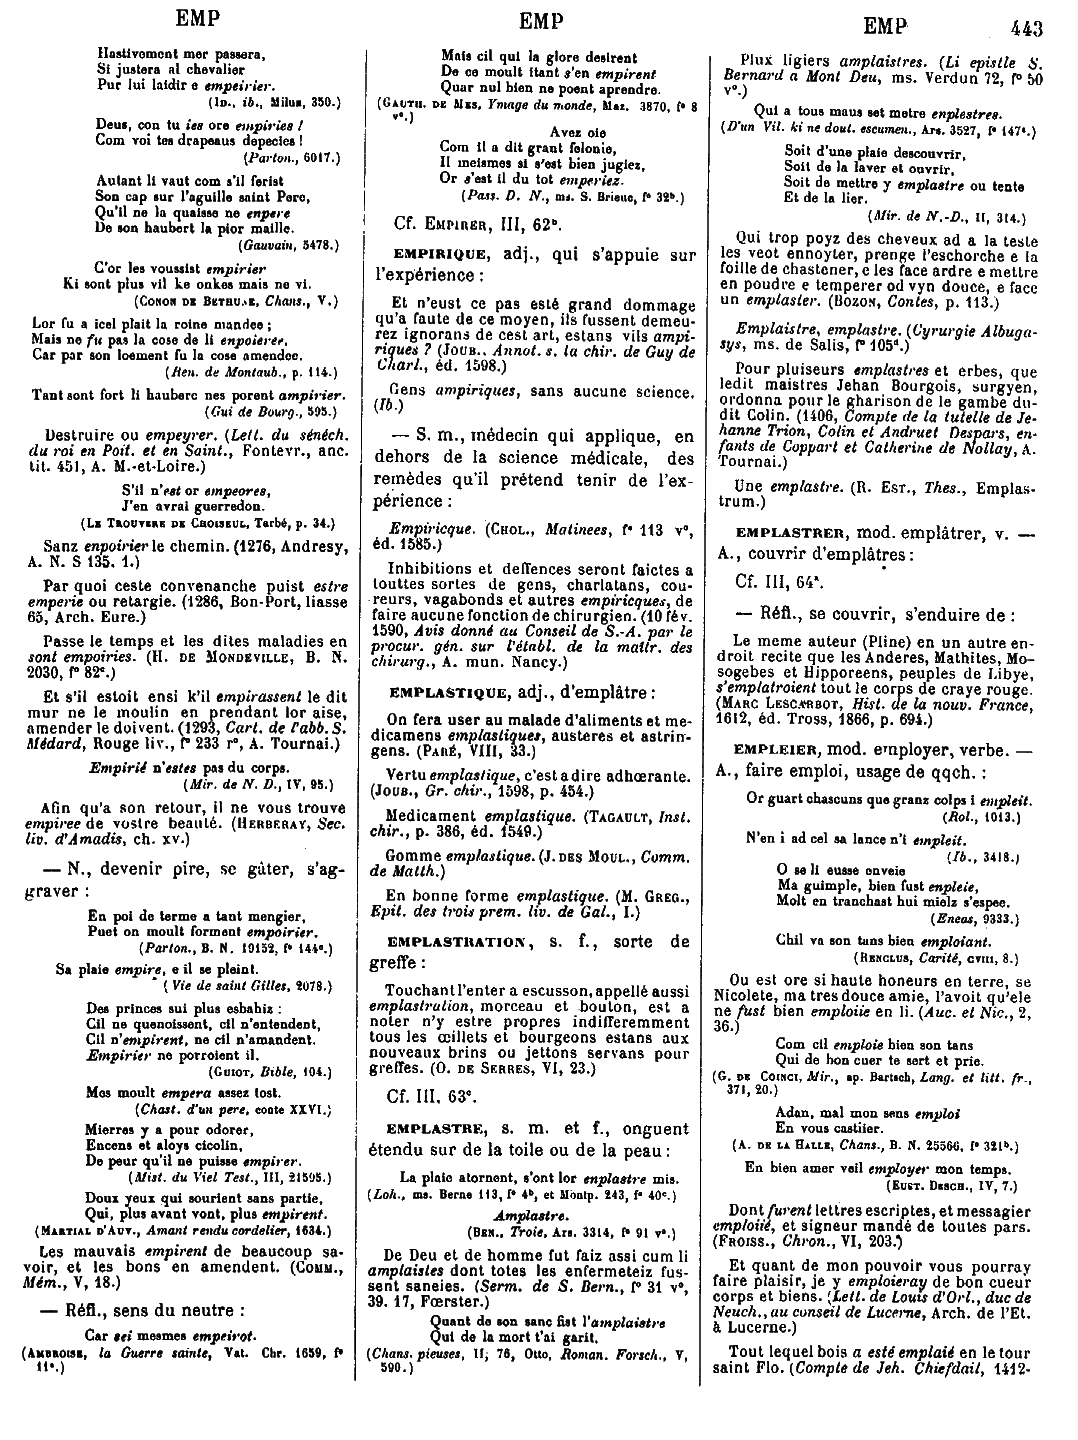 EMP
EMP
EMP 443
Hastivement mer passera,
Si justera al chevalier
Pur lui laidir e empeirier.
(ID., ib., Milun, 350.)
Deus, con tu ies ore empiries !
Com voi tes drapeaus depecies !
(Parton., 6017.)
Autant li vaut com s'il ferist
Son cap sur l'aguille saint Pere,
Qu'il ne la quaisse ne enpere
De son haubert la pior maille.
(Gauvain, 5478.)
C'or les voussist empirier
Ki sont plus vil ke onkes mais ne vi.
(CONON DE BETHUNE, Chans., V.)
Lor fu a icel plait la roine mandee ;
Mais ne fu pas la cose de li enpoieree,
Car par son loement fu la cose amendee.
(Ren. de Montaub., p. 114.)
Tant sont fort li hauberc nes porent ampirier.
(Gui de Bourg., 595.)
Destruire ou empeyrer. (Lett. du sénéch.
du roi en Poit. et en Saint., Fontevr., anc.
tit. 451, A. M.-et-Loire.)
S'il n'est or empeores,
J'en avrai guerredon.
(LE TROUVERE DE CHOISEUL, Tarbé, p. 34.)
Sanz enpoirier le chemin. (1276, Andresy,
A. N. S 135. 1.)
Par quoi ceste convenanche puist estre
emperie ou retargie. (1286, Bon-Port, liasse
65, Arch. Eure.)
Passe le temps et les dites maladies en
sont empoiries. (H. DE MONDEVILLE, B. N.
2030, f° 82c.)
Et s'il estoit ensi k'il empirassent le dit
mur ne le moulin en prendant lor aise,
amender le doivent. (1293, Cart. de l'abb. S.
Médard, Rouge liv., f° 233 r°, A. Tournai.)
Empirié n'estes pas du corps.
(Mir. de N. D., IV, 95.)
Afin qu'a son retour, il ne vous trouve
empiree de vostre beauté. (HERBERAY, Sec.
liv. d'Amadis, ch. XV.)
— N., devenir pire, se gâter, s'ag-
graver :
En poi de terme a tant mengier,
Puet on moult forment empoirier.
(Parton., B. N. 19152, f° 144c.)
Sa plaie empire, e il se pleint.
(Vie de saint Gilles, 2078.)
Des princes sui plus esbahiz :
Cil ne quenoissent, cil n'entendent,
Cil n'empirent, ne cil n'amandent.
Empirier ne porroient il.
(GUIOT, Bible, 104.)
Mes moult empera assez tost.
(Chast. d'un pere, conte XXVI.)
Mierres y a pour odorer,
Encens et aloys cicolin,
De peur qu'il ne puisse empirer.
(Mist. du Viel Test., III, 21595.)
Doux yeux qui sourient sans partie,
Qui, plus avant vont, plus empirent.
(MARTIAL D'AUV., Amant rendu cordelier, 1634.)
Les mauvais empirent de beaucoup sa-
voir, et les bons en amendent. (COMM.,
Mém., V, 18.)
— Réfl., sens du neutre :
Car sei mesmes empeirot.
(AMBROISE, la Guerre sainte, Vat. Chr. 1659, f°
11c.)
Mais cil qui la glore desirent
De ce moult itant s'en empirent
Quar nul bien ne poent aprendre.
(GAUTH. DE MES, Ymage du monde, Maz. 3870, f° 8
v°.)
Avez oie
Com il a dit grant felonie,
Il meismes si s'est bien jugiez,
Or s'est il du tot emperiez.
(Pass. D. N., ms. S. Brieuc, f° 32b.)
Cf. EMPIRER, III, 62b.
EMPIRIQUE, adj., qui s'appuie sur
l'expérience :
Et n'eust ce pas esté grand dommage
qu'a faute de ce moyen, ils fussent demeu-
rez ignorans de cest art, estans vils ampi-
riques ? (JOUB., Annot. s. la chir. de Guy de
Charl., éd. 1598.)
Gens ampiriques, sans aucune science.
(Ib.)
— S. m., médecin qui applique, en
dehors de la science médicale, des
remèdes qu'il prétend tenir de l'ex-
périence :
Empiricque. (CHOL., Matinees, f° 113 v°,
éd. 1585.)
Inhibitions et deffences seront faictes a
touttes sortes de gens, charlatans, cou-
reurs, vagabonds et autres empiricques, de
faire aucune fonction de chirurgien. (10 fév.
1590, Avis donné au Conseil de S.-A. par le
procur. gén. sur l'établ. de la maitr. des
chirurg., A. mun. Nancy.)
EMPLASTIQUE, adj., d'emplâtre :
On fera user au malade d'aliments et me-
dicamens emplastiques, austeres et astrin-
gens. (PARÉ, VIII, 33.)
Vertu emplastique, c'est a dire adhœrante.
(JOUB., Gr. chir., 1598, p. 454.)
Medicament emplastique. (TAGAULT, Inst.
chir., p. 386, éd. 1549.)
Gomme emplastique. (J. DES MOUL., Comm.
de Matth.)
En bonne forme emplastique. (M. GREG.,
Epit. des trois prem. liv. de Gal., I.)
EMPLASTRATION, s. f., sorte de
greffe :
Touchant l'enter a escusson, appellé aussi
emplastration, morceau et bouton, est a
noter n'y estre propres indifferemment
tous les œillets et bourgeons estans aux
nouveaux brins ou jettons servans pour
greffes. (O. DE SERRES, VI, 23.)
Cf. III, 63c.
EMPLASTRE, s. m. et f., onguent
étendu sur de la toile ou de la peau :
La plaie atornent, s'ont lor enplastre mis.
(Loh., ms. Berne 113, f° 4b, et Montp. 243, f° 40c.)
Amplastre.
(BEN., Troie, Ars. 3314, f° 91 v°.)
De Deu et de homme fut faiz assi cum li
amplaistes dont totes les enfermeteiz fus-
sent saneies. (Serm. de S. Bern., f° 31 v°,
39. 17, Fœrster.)
Quant de son sanc fist l'amplaistre
Qui de la mort t'ai garit.
(Chans. pieuses, II; 76, Otto, Roman. Forsch., V,
590.)
Plux ligiers amplaistres. (Li epistle S.
Bernard a Mont Deu, ms. Verdun 72, f° 50
v°.)
Qui a tous maus set metre enplestres.
(D'un Vil. ki ne dout. escumen., Ars. 3527, f° 147c.)
Soit d'une plaie descouvrir,
Soit de la laver et ouvrir,
Soit de mettre y emplastre ou tente
Et de la lier.
(Mir. de N.-D., II, 314.)
Qui trop poyz des cheveux ad a la teste
les veot ennoyter, prenge l'eschorche e la
foille de chastener, e les face ardre e mettre
en poudre e temperer od vyn douce, e face
un emplaster. (BOZON, Contes, p. 113.)
Emplaistre, emplastre. (Cyrurgie Albuga-
sys, ms. de Salis, f° 105d.)
Pour pluiseurs emplastres et erbes, que
ledit maistres Jehan Bourgois, surgyen,
ordonna pour le gharison de le gambe du-
dit Colin. (1406, Compte de la tutelle de Je-
hanne Trion, Colin et Andruet Despars, en-
fants de Coppart et Catherine de Nollay, A.
Tournai.)
Une emplastre. (R. EST., Thes., Emplas-
trum.)
EMPLASTRER, mod. emplâtrer, v. —
A., couvrir d'emplâtres :
Cf. III, 64a.
— Réfl., se couvrir, s'enduire de :
Le meme auteur (Pline) en un autre en-
droit recite que les Anderes, Mathites, Mo-
sogebes et Hipporeens, peuples de Libye,
s'emplatroient tout le corps de craye rouge.
(MARC LESCARBOT, Hist. de la nouv. France,
1612, éd. Tross, 1866, p. 694.)
EMPLEIER, mod. employer, verbe. —
A., faire emploi, usage de qqch. :
Or guart chascuns que granz colps i empleit.
(Rol., 1013.)
N'en i ad cel sa lance n'i empleit.
(Ib., 3418.)
O se li eusse enveie
Ma guimple, bien fust enpleie,
Molt en tranchast hui mielz s'espee.
(Eneas, 9333.)
Chil va son tans bien emploiant.
(RENCLUS, Carité, CVIII, 8.)
Ou est ore si haute honeurs en terre, se
Nicolete, ma tres douce amie, l'avoit qu'ele
ne fust bien emploiie en li. (Auc. et Nic., 2,
36.)
Com cil emploie bien son tans
Qui de bon cuer te sert et prie.
(G. DE COINCI, Mir., ap. Bartsch, Lang. et litt. fr.,
371, 20.)
Adan, mal mon sens emploi
En vous castiier.
(A. DE LA HALLE, Chans., B. N. 25566, f° 321b.)
En bien amer veil employer mon temps.
(EUST. DESCH., IV, 7.)
Dont furent lettres escriptes, et messagier
emploiié, et signeur mandé de toutes pars.
(FROISS., Chron., VI, 203.)
Et quant de mon pouvoir vous pourray
faire plaisir, je y emploieray de bon cueur
corps et biens. (Lett. de Louis d'Orl., duc de
Neuch., au conseil de Lucerne, Arch. de l'Et.
à Lucerne.)
Tout lequel bois a esté emplaié en le tour
saint Flo. (Compte de Jeh. Chiefdail, 1412-